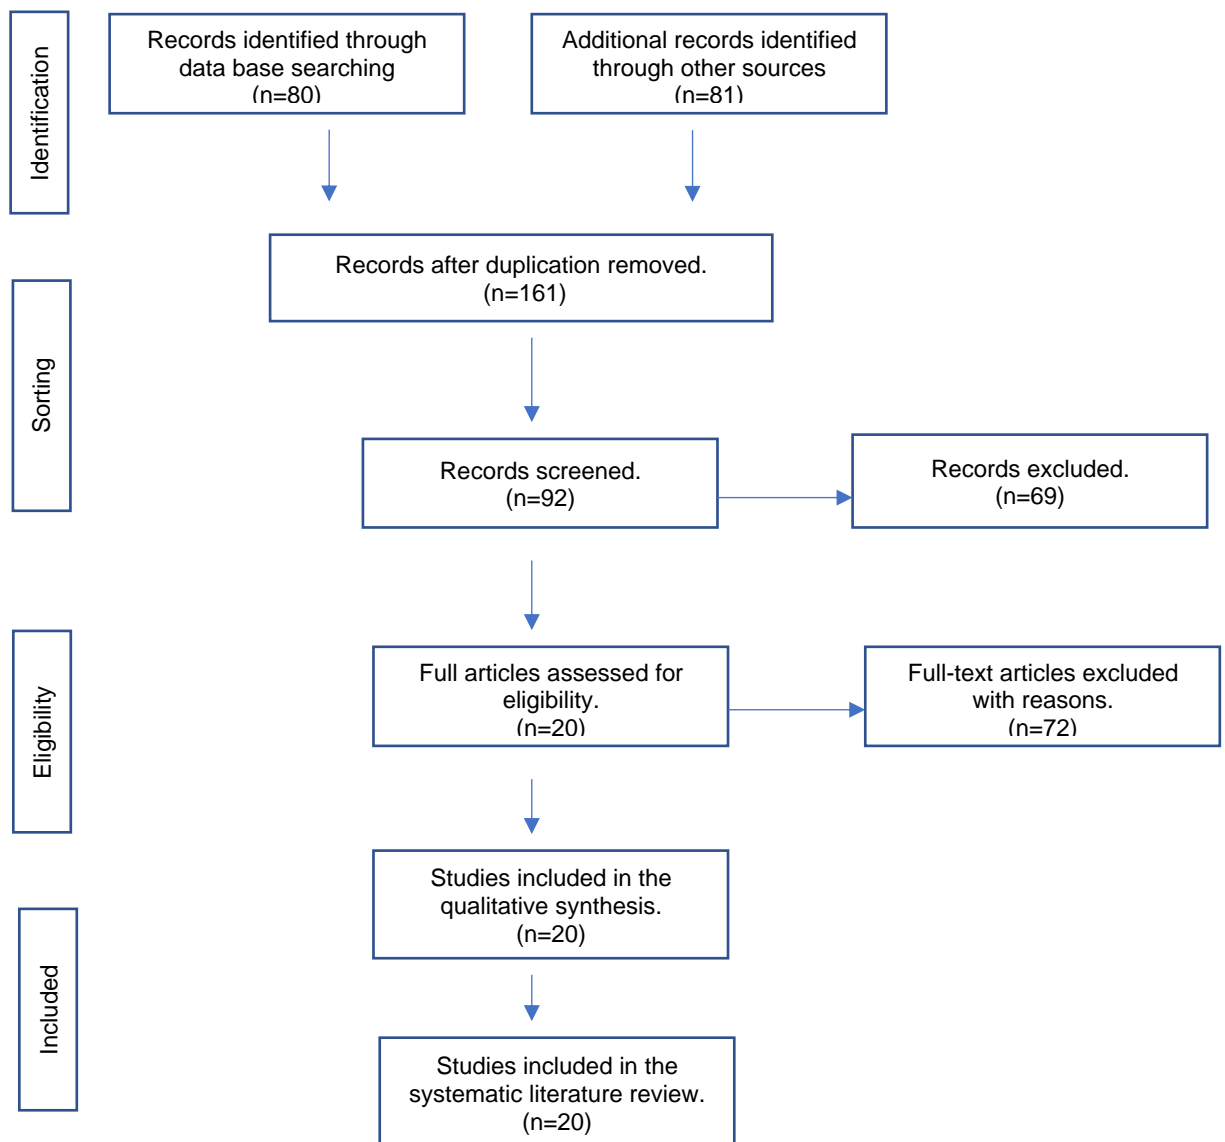 Identification
Records identified through
data base searching
(n=80)
Additional records identified
through other sources
(n=81)
Records after duplication removed.
(n=161)
Sorting
Records screened.
(n=92)
Records excluded.
(n=69)
Eligibility
Full articles assessed for
eligibility.
(n=20)
Full-text articles excluded
with reasons.
(n=72)
Studies included in the
qualitative synthesis.
(n=20)
Included
Studies included in the
systematic literature review.
(n=20)